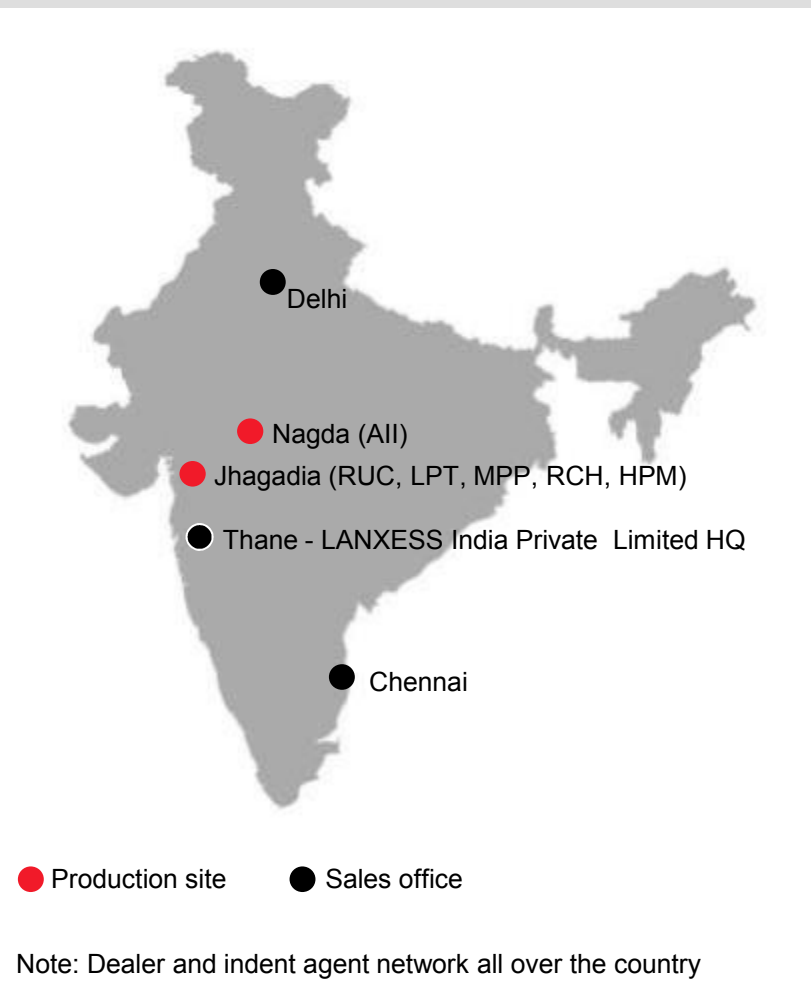 Delhi
Nagda (AII)
Jhagadia (RUC, LPT, MPP, RCH, HPM)
Thane - LANXESS India Private  Limited HQ
Chennai
Production site
Sales office
Note: Dealer and indent agent network all over the country